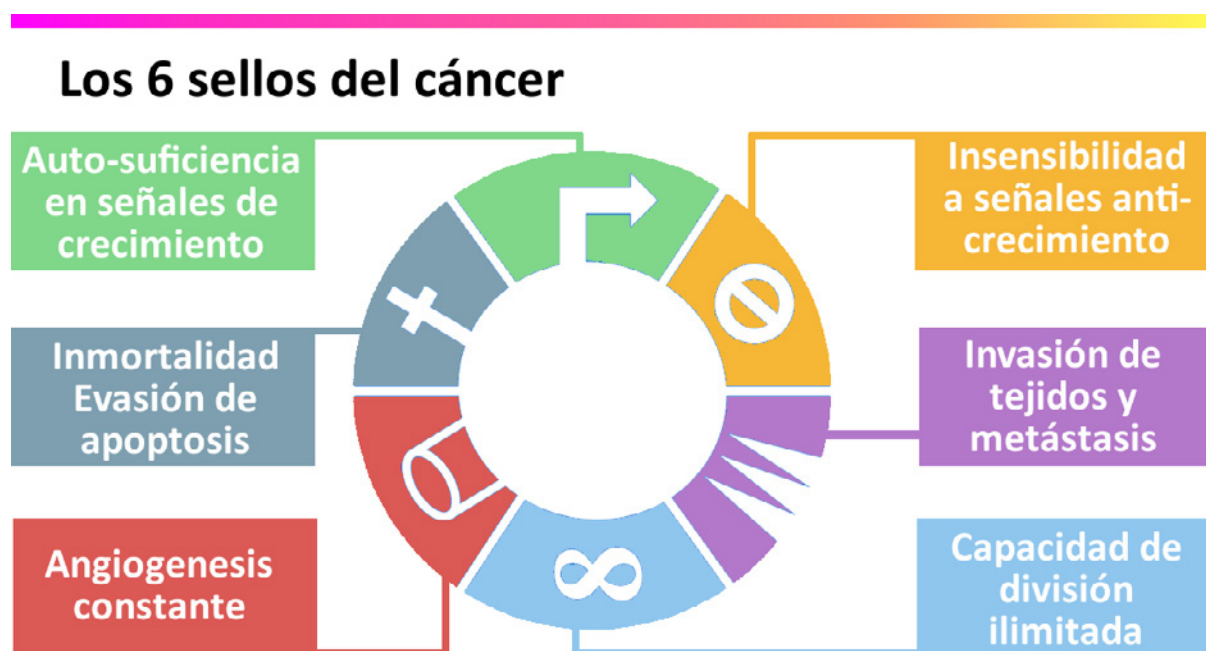 Los 6 sellos del cáncer
Auto-suficiencia
en señales de
crecimiento
Insensibilidad
a señales anti-
crecimiento
Inmortalidad
Evasión de
apoptosis
Invasión de
tejidos y
metástasis
Angiogenesis
constante
Capacidad de
división
ilimitada